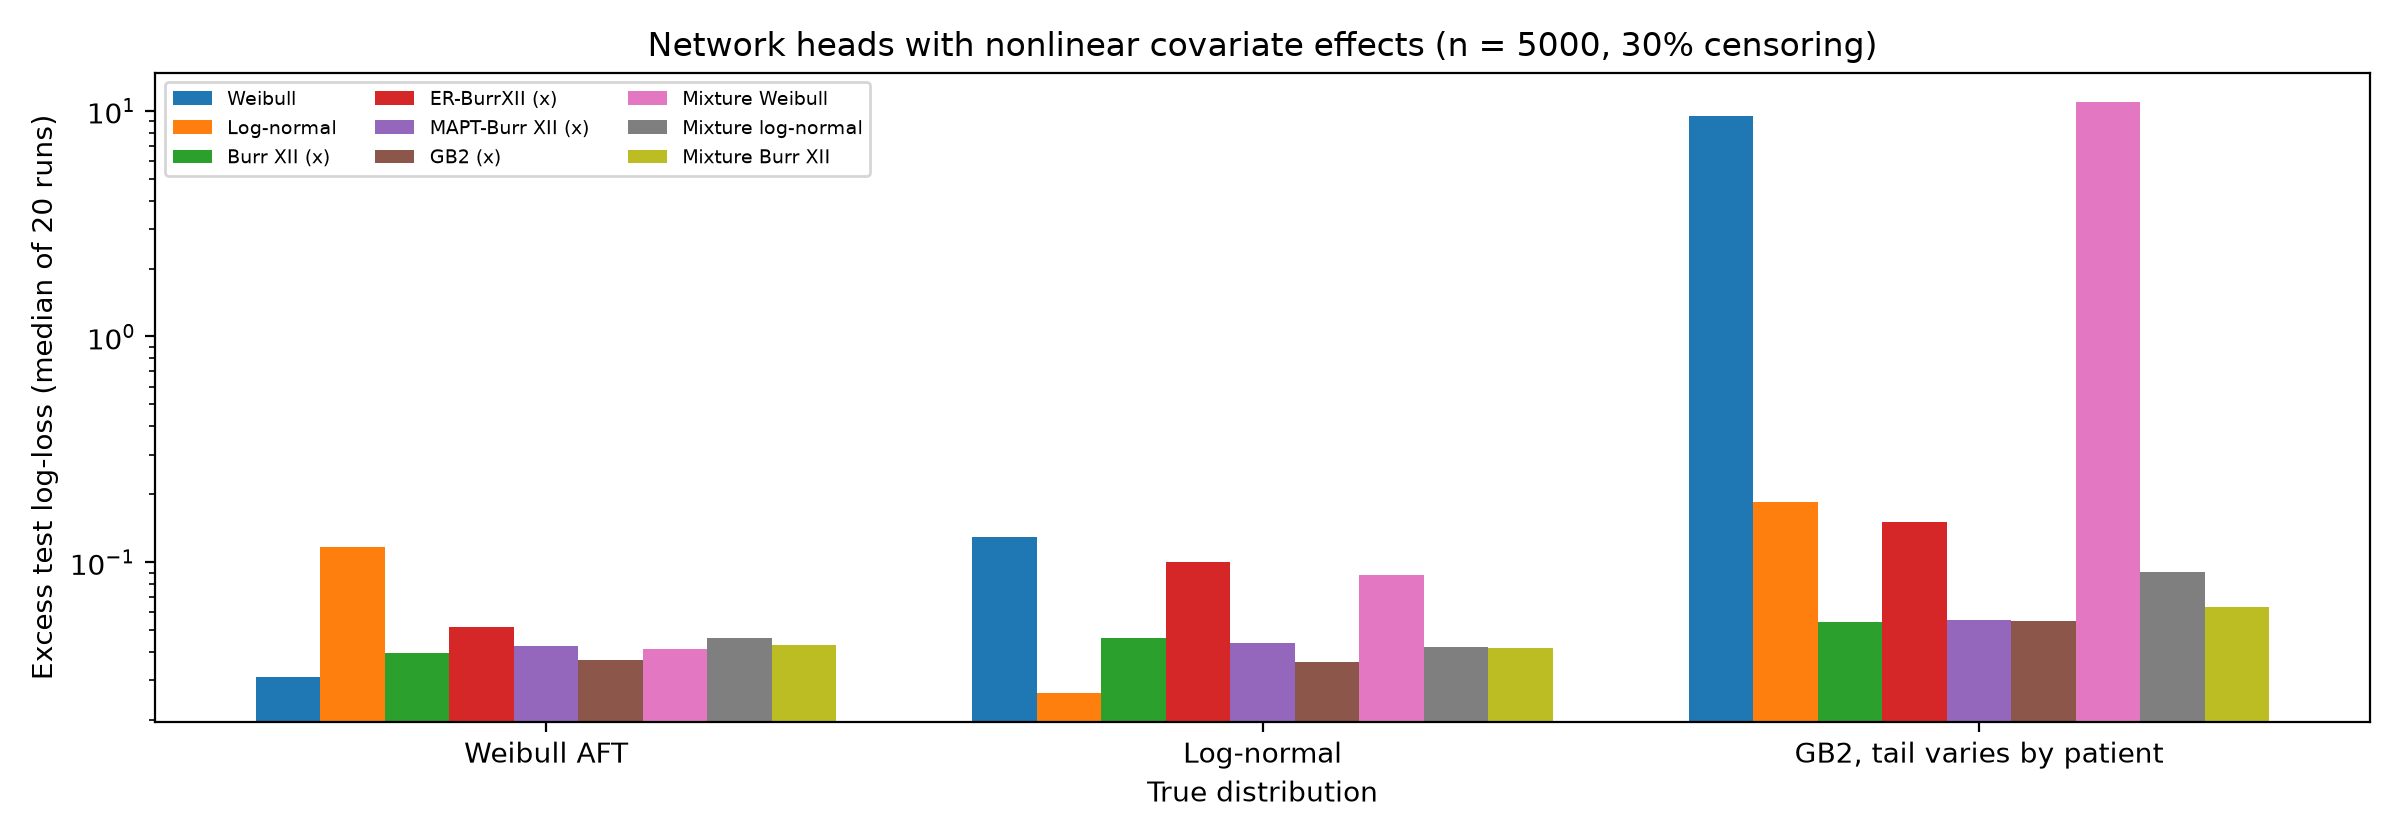 Network heads with nonlinear covariate effects (n = 5000, 30% censoring)
Excess test log-loss (median of 20 runs)
10¹
10⁰
10⁻¹
Weibull
Log-normal
Burr XII (x)
ER-BurrXII (x)
MAPT-Burr XII (x)
GB2 (x)
Mixture Weibull
Mixture log-normal
Mixture Burr XII
Weibull AFT
Log-normal
GB2, tail varies by patient
True distribution